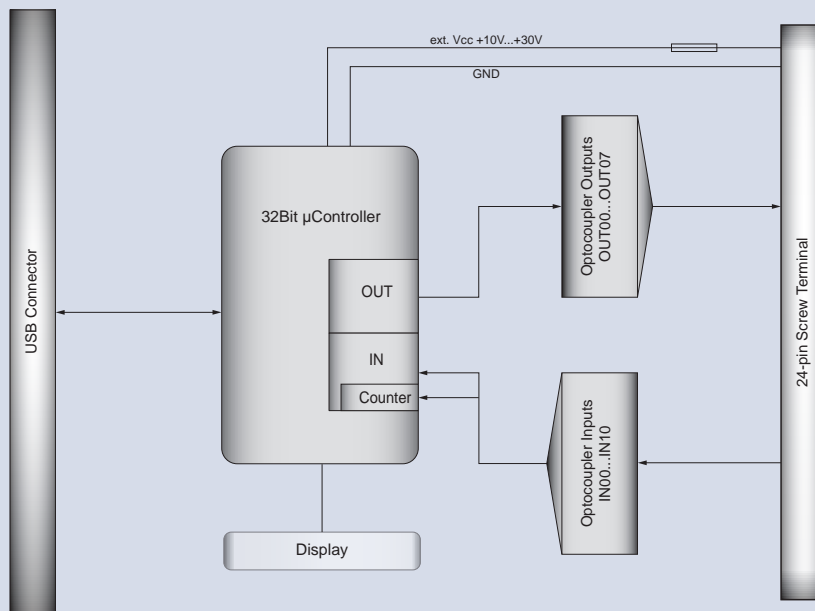 ext. Vcc +10V...+30V
GND
USB Connector
32Bit µController
OUT
IN
Counter
Display
Optocoupler Outputs
OUT00...OUT07
Optocoupler Inputs
IN00...IN10
24-pin Screw Terminal